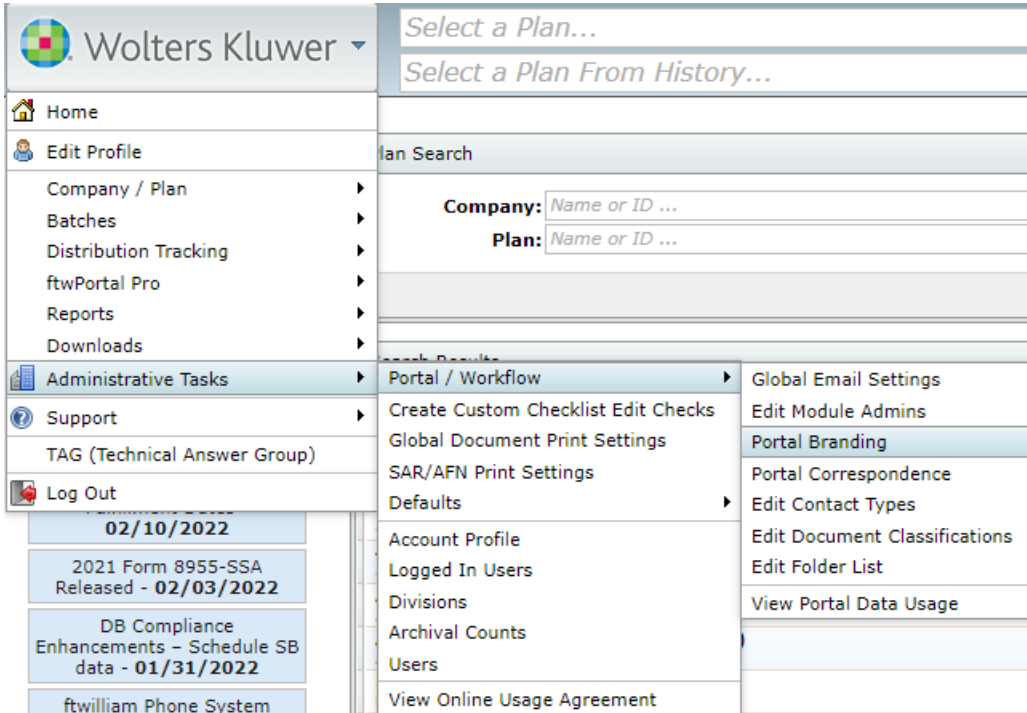 Wolters Kluwer
Select a Plan...
Select a Plan From History...
Home
Edit Profile
Company / Plan
Batches
Distribution Tracking
ftwPortal Pro
Reports
Downloads
Administrative Tasks
Support
TAG (Technical Answer Group)
Log Out
lan Search
Company: Name or ID ...
Plan: Name or ID ...
Portal / Workflow
Create Custom Checklist Edit Checks
Global Document Print Settings
SAR/AFN Print Settings
Defaults
Account Profile
Logged In Users
Divisions
Archival Counts
Users
View Online Usage Agreement
Global Email Settings
Edit Module Admins
Portal Branding
Portal Correspondence
Edit Contact Types
Edit Document Classifications
Edit Folder List
View Portal Data Usage
02/10/2022
2021 Form 8955-SSA
Released - 02/03/2022
DB Compliance
Enhancements – Schedule SB
data - 01/31/2022
ftwilliam Phone System